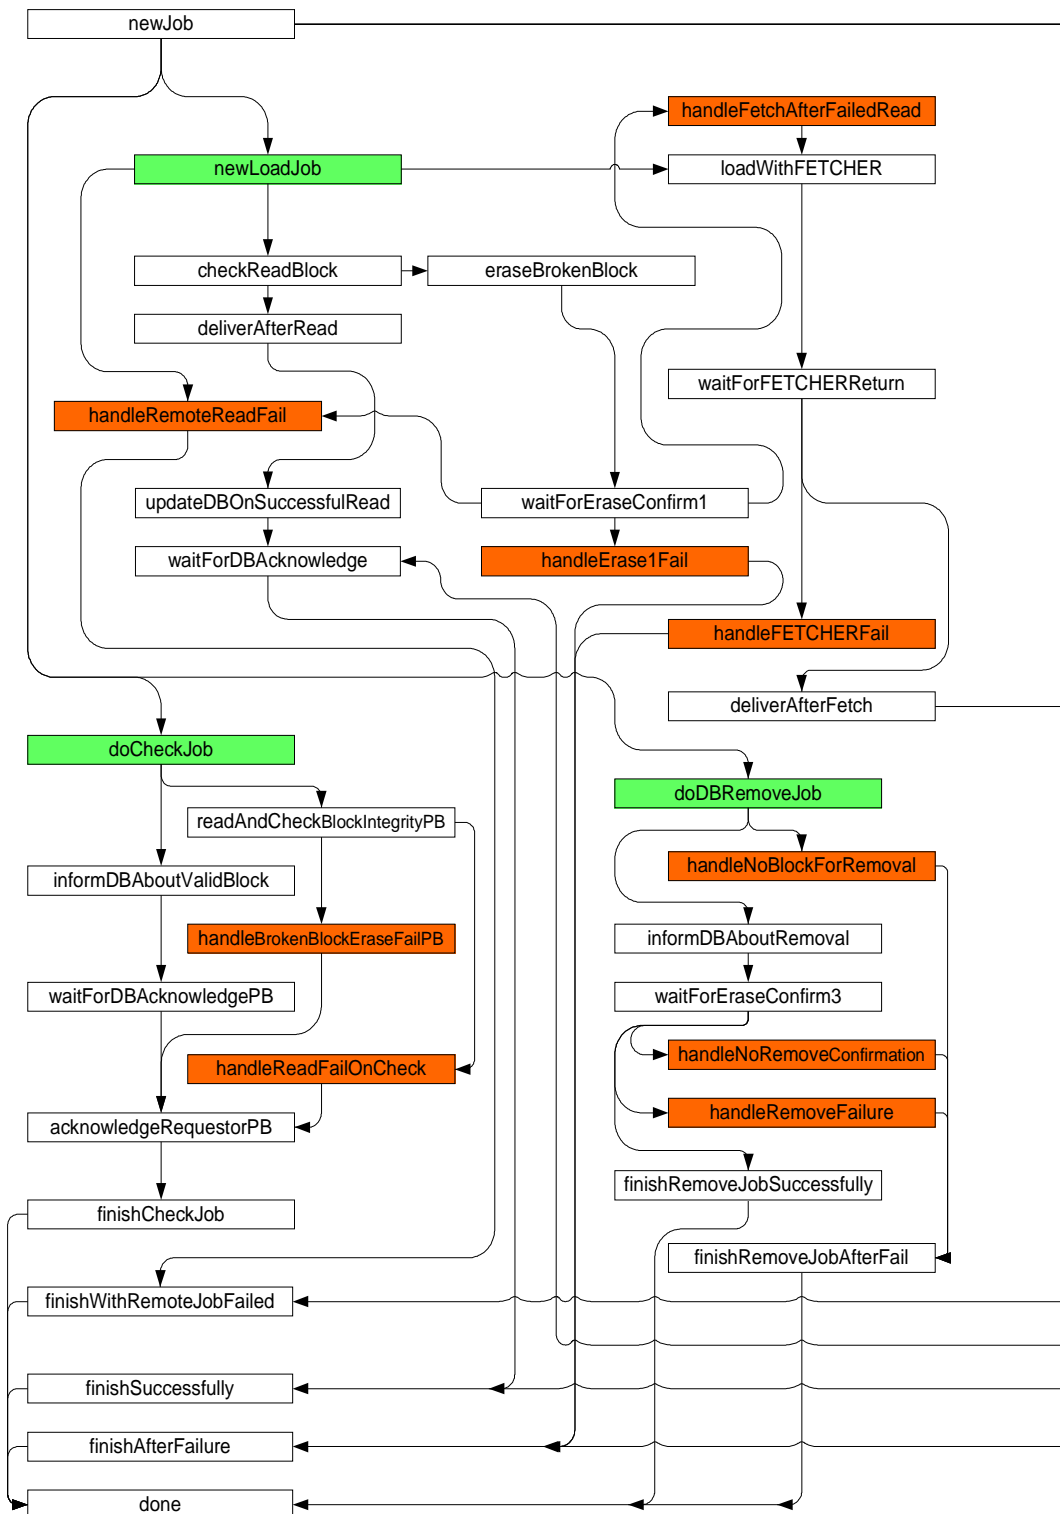 newJob
handleFetchAfterFailedRead
newLoadJob
loadWithFETCHER
checkReadBlock
eraseBrokenBlock
deliverAfterRead
waitForFETCHERReturn
handleRemoteReadFail
updateDBOnSuccessfulRead
waitForEraseConfirm1
waitForDBAcknowledge
handleErase1Fail
handleFETCHERFail
deliverAfterFetch
doCheckJob
doDBRemoveJob
readAndCheckBlockIntegrityPB
handleNoBlockForRemoval
informDBAboutValidBlock
handleBrokenBlockEraseFailPB
informDBAboutRemoval
waitForDBAcknowledgePB
waitForEraseConfirm3
handleNoRemoveConfirmation
handleReadFailOnCheck
handleRemoveFailure
acknowledgeRequestorPB
finishRemoveJobSuccessfully
finishCheckJob
finishRemoveJobAfterFail
finishWithRemoteJobFailed
finishSuccessfully
finishAfterFailure
done